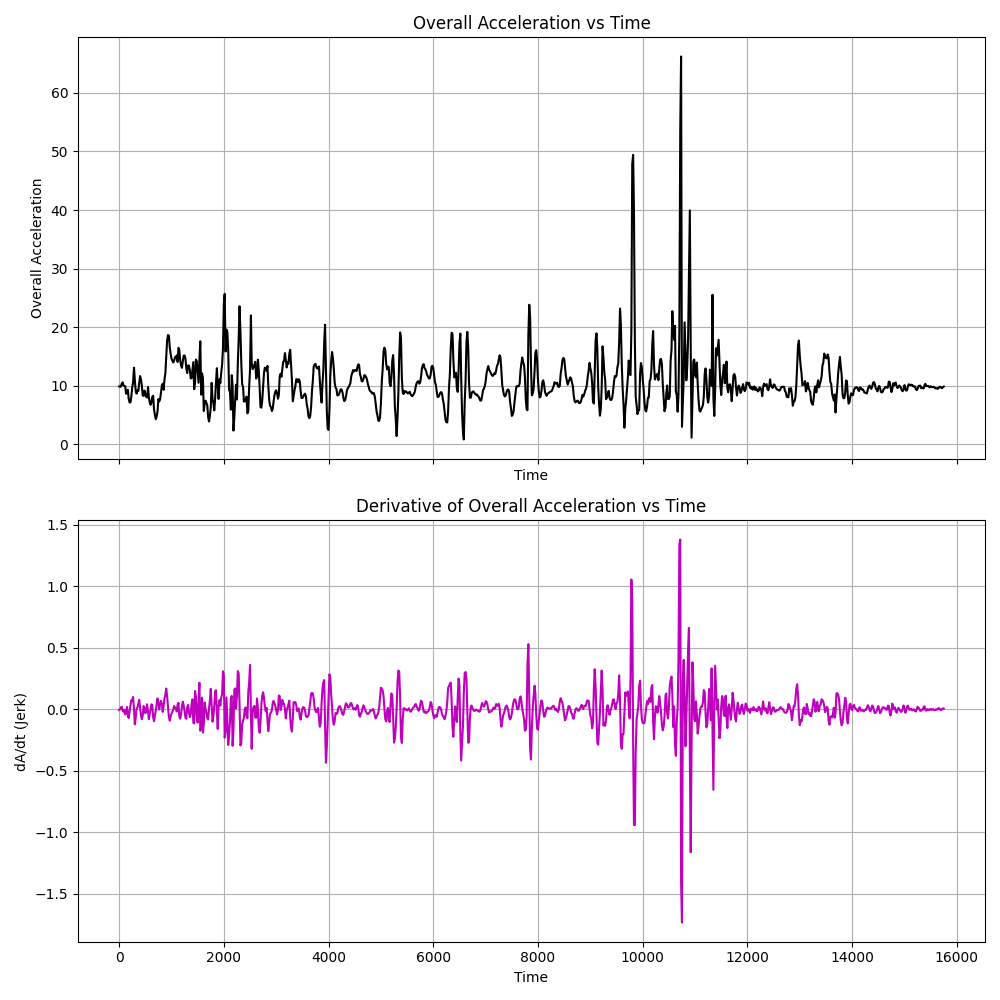 Overall Acceleration vs Time
Overall Acceleration
60
50
40
30
20
10
0
Time
Derivative of Overall Acceleration vs Time
dA/dt (Jerk)
1.5
1.0
0.5
0.0
−0.5
−1.0
−1.5
0 2000 4000 6000 8000 10000 12000 14000 16000
Time